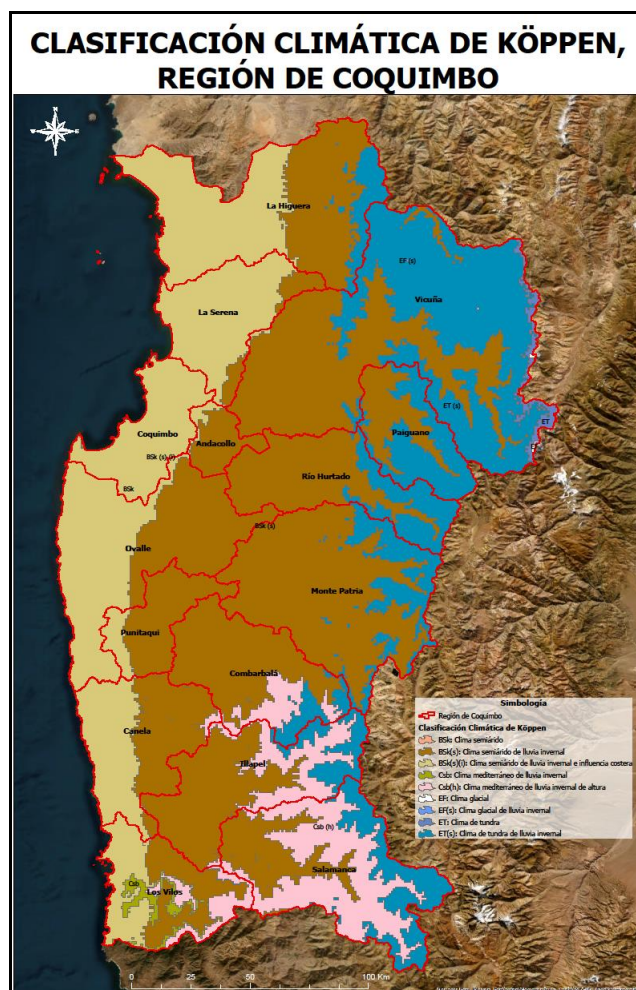 CLASIFICACIÓN CLIMÁTICA DE KÖPPEN,
REGIÓN DE COQUIMBO
N
La Higuera
EF (s)
Vicuña
La Serena
ET (s)
ET
Coquimbo
Andacollo
Paiguano
BSk (s) (i)
Río Hurtado
BSk
BSk (s)
Ovalle
Monte Patria
Punitaqui
Combarbalá
Canela
Illapel
Csb (h)
Salamanca
Csb
Los Vilos
Simbología
Región de Coquimbo
Clasificación Climática de Köppen
BSk: Clima semiárido
BSk(s): Clima semiárido de lluvia invernal
BSk(s)(i): Clima semiárido de lluvia invernal e influencia costera
Csb: Clima mediterráneo de lluvia invernal
Csb(h): Clima mediterráneo de lluvia invernal de altura
EF: Clima glacial
EF(s): Clima glacial de lluvia invernal
ET: Clima de tundra
ET(s): Clima de tundra de lluvia invernal
0 25 50 100 Km